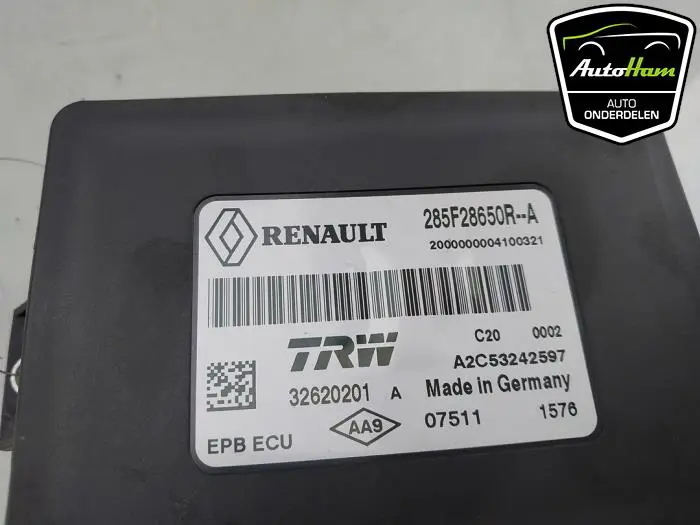 AutoHam
AUTO
ONDERDELEN
RENAULT
285F28650R--A
2000000004100321
TRW
C20 0002
A2C53242597
32620201 A
Made in Germany
EPB ECU
AA9
07511 1576